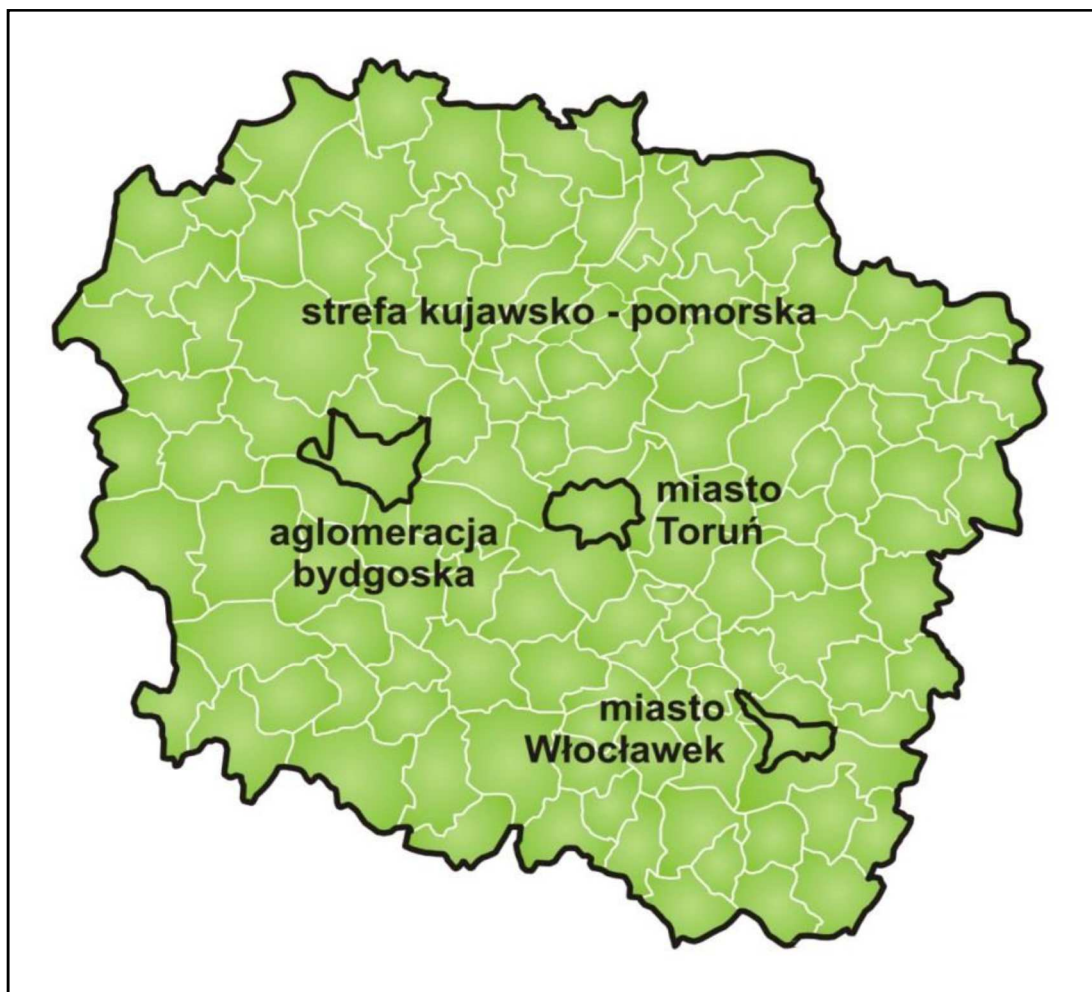 strefa kujawsko - pomorska
aglomeracja
bydgoska
miasto
Toruń
miasto
Włocławek